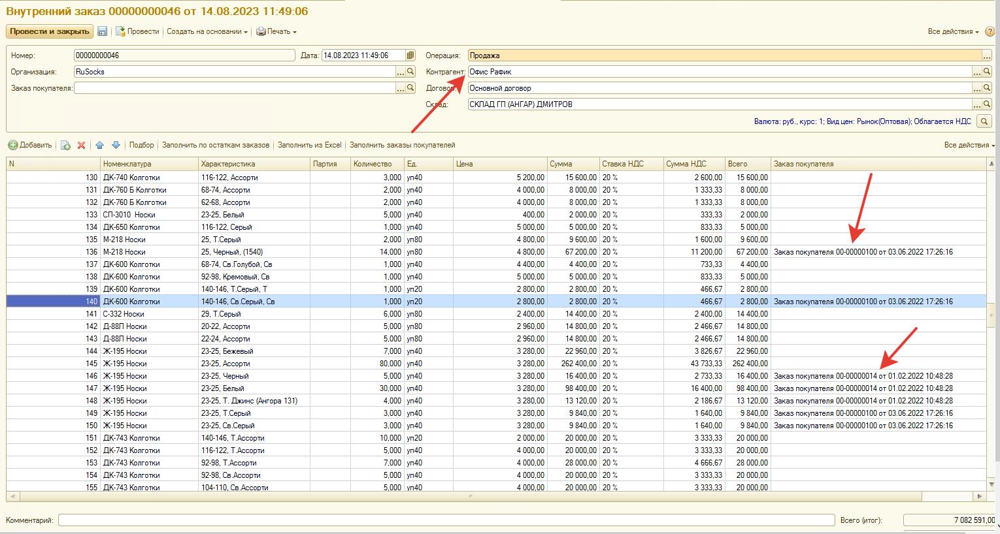 Внутренний заказ 00000000046 от 14.08.2023 11:49:06
Провести и закрыть Провести Создать на основании Печать Все действия
Номер: 00000000046 Дата: 14.08.2023 11:49:06 Операция: Продажа
Организация: RuSocks Контрагент: Офис Рафик
Заказ покупателя: Договор: Основной договор
Склад: СКЛАД ГП (АНГАР) ДМИТРОВ
Валюта: руб., курс: 1; Вид цен: Рынок(Оптовая); Облагается НДС
Добавить Подбор Заполнить по остаткам заказов Заполнить из Excel Заполнить заказы покупателей Все действия
N Номенклатура Характеристика Партия Количество Ед. Цена Сумма Ставка НДС Сумма НДС Всего Заказ покупателя
130 ДК-740 Колготки 116-122, Ассорти 3,000 уп40 5 200,00 15 600,00 20 % 2 600,00 15 600,00
131 ДК-760 Б Колготки 68-74, Ассорти 2,000 уп40 4 000,00 8 000,00 20 % 1 333,33 8 000,00
132 ДК-760 Б Колготки 62-68, Ассорти 2,000 уп40 4 000,00 8 000,00 20 % 1 333,33 8 000,00
133 СП-3010 Носки 23-25, Белый 5,000 уп40 400,00 2 000,00 20 % 333,33 2 000,00
134 ДК-650 Колготки 116-122, Серый 1,000 уп40 5 000,00 5 000,00 20 % 833,33 5 000,00
135 М-218 Носки 25, Т.Серый 2,000 уп80 4 800,00 9 600,00 20 % 1 600,00 9 600,00
136 М-218 Носки 25, Черный, (1540) 14,000 уп80 4 800,00 67 200,00 20 % 11 200,00 67 200,00 Заказ покупателя 00-00000100 от 03.06.2022 17:26:16
137 ДК-600 Колготки 68-74, Св.Голубой, Св 1,000 уп40 4 400,00 4 400,00 20 % 733,33 4 400,00
138 ДК-600 Колготки 92-98, Кремовый, Св 1,000 уп40 5 000,00 5 000,00 20 % 833,33 5 000,00
139 ДК-600 Колготки 140-146, Т.Серый, Т 1,000 уп20 2 800,00 2 800,00 20 % 466,67 2 800,00
140 ДК-600 Колготки 140-146, Св.Серый, Св 1,000 уп20 2 800,00 2 800,00 20 % 466,67 2 800,00 Заказ покупателя 00-00000100 от 03.06.2022 17:26:16
141 С-332 Носки 29, Т.Серый 6,000 уп80 2 400,00 14 400,00 20 % 2 400,00 14 400,00
142 Д-88П Носки 20-22, Ассорти 5,000 уп80 2 960,00 14 800,00 20 % 2 466,67 14 800,00
143 Д-88П Носки 22-24, Ассорти 5,000 уп80 2 960,00 14 800,00 20 % 2 466,67 14 800,00
144 Ж-195 Носки 23-25, Бежевый 7,000 уп40 3 280,00 22 960,00 20 % 3 826,67 22 960,00
145 Ж-195 Носки 23-25, Ассорти 80,000 уп40 3 280,00 262 400,00 20 % 43 733,33 262 400,00
146 Ж-195 Носки 23-25, Черный 5,000 уп40 3 280,00 16 400,00 20 % 2 733,33 16 400,00 Заказ покупателя 00-00000014 от 01.02.2022 10:48:28
147 Ж-195 Носки 23-25, Белый 30,000 уп40 3 280,00 98 400,00 20 % 16 400,00 98 400,00 Заказ покупателя 00-00000014 от 01.02.2022 10:48:28
148 Ж-195 Носки 23-25, Т. Джинс (Ангора 131) 4,000 уп40 3 280,00 13 120,00 20 % 2 186,67 13 120,00 Заказ покупателя 00-00000014 от 01.02.2022 10:48:28
149 Ж-195 Носки 23-25, Т.Серый 3,000 уп40 3 280,00 9 840,00 20 % 1 640,00 9 840,00 Заказ покупателя 00-00000100 от 03.06.2022 17:26:16
150 Ж-195 Носки 23-25, Св.Серый 3,000 уп40 3 280,00 9 840,00 20 % 1 640,00 9 840,00 Заказ покупателя 00-00000100 от 03.06.2022 17:26:16
151 ДК-743 Колготки 140-146, Т.Ассорти 10,000 уп20 2 000,00 20 000,00 20 % 3 333,33 20 000,00
152 ДК-743 Колготки 116-122, Т.Ассорти 5,000 уп40 4 000,00 20 000,00 20 % 3 333,33 20 000,00
153 ДК-743 Колготки 92-98, Т.Ассорти 7,000 уп40 4 000,00 28 000,00 20 % 4 666,67 28 000,00
154 ДК-743 Колготки 92-98, Св.Ассорти 5,000 уп40 4 000,00 20 000,00 20 % 3 333,33 20 000,00
155 ДК-743 Колготки 104-110, Св.Ассорти 5,000 уп40 4 000,00 20 000,00 20 % 3 333,33 20 000,00
Комментарий: Всего (итог): 7 082 591,00